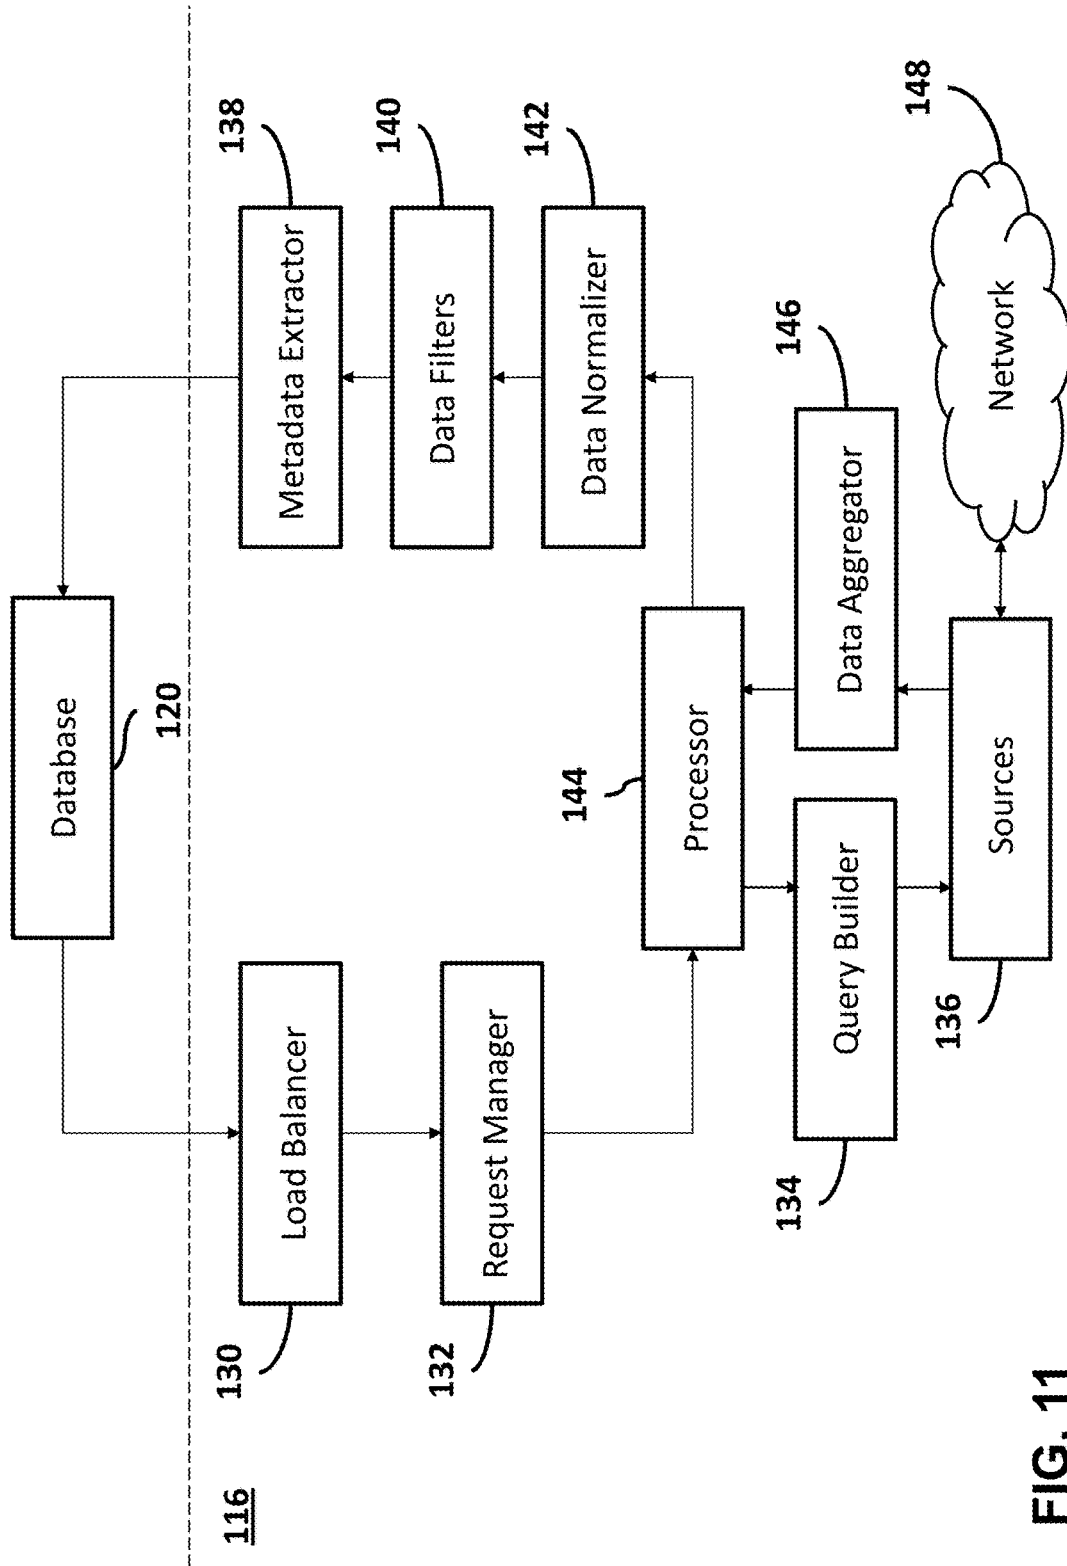 Database
120
116
130
Load Balancer
Metadata Extractor
138
132
Request Manager
Data Filters
140
144
Processor
Data Normalizer
142
134
Query Builder
Data Aggregator
146
136
Sources
Network
148
FIG. 11